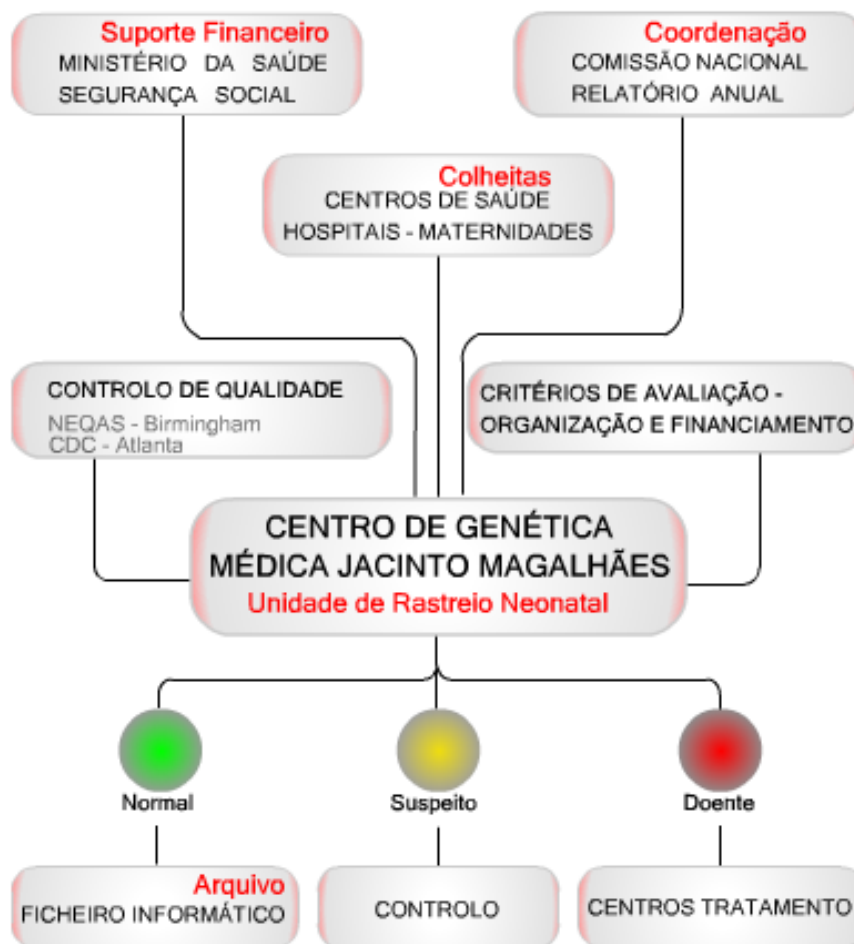 Suporte Financeiro
MINISTÉRIO DA SAÚDE
SEGURANÇA SOCIAL
Coordenação
COMISSÃO NACIONAL
RELATÓRIO ANUAL
Colheitas
CENTROS DE SAÚDE
HOSPITAIS - MATERNIDADES
CONTROLO DE QUALIDADE
NEQAS - Birmingham
CDC - Atlanta
CRITÉRIOS DE AVALIAÇÃO -
ORGANIZAÇÃO E FINANCIAMENTO
CENTRO DE GENÉTICA
MÉDICA JACINTO MAGALHÃES
Unidade de Rastreio Neonatal
Normal
Suspeito
Doente
Arquivo
FICHEIRO INFORMÁTICO
CONTROLO
CENTROS TRATAMENTO